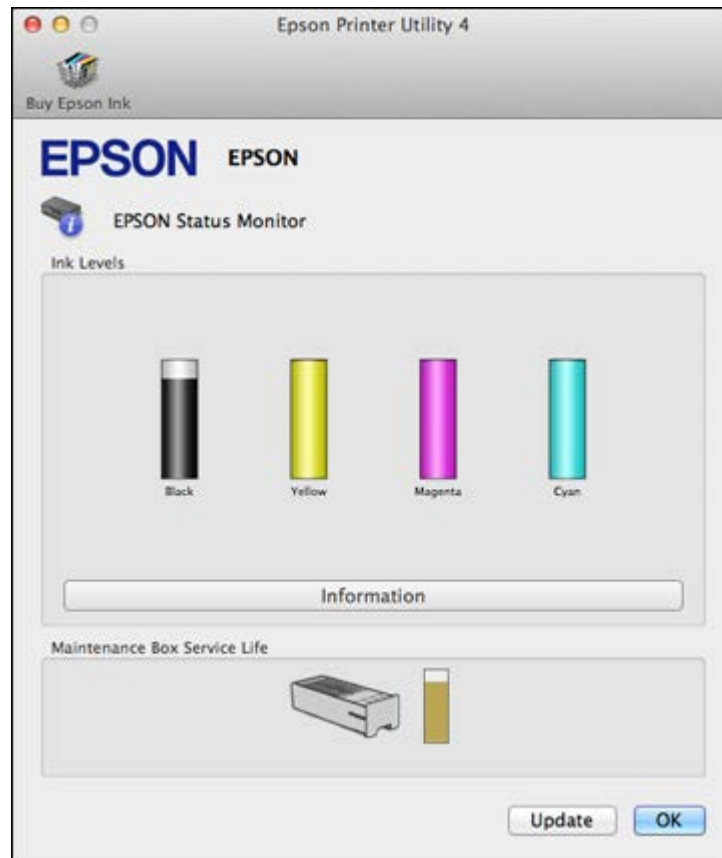 Epson Printer Utility 4
Buy Epson Ink
EPSON EPSON
EPSON Status Monitor
Ink Levels
Black Yellow Magenta Cyan
Information
Maintenance Box Service Life
Update OK